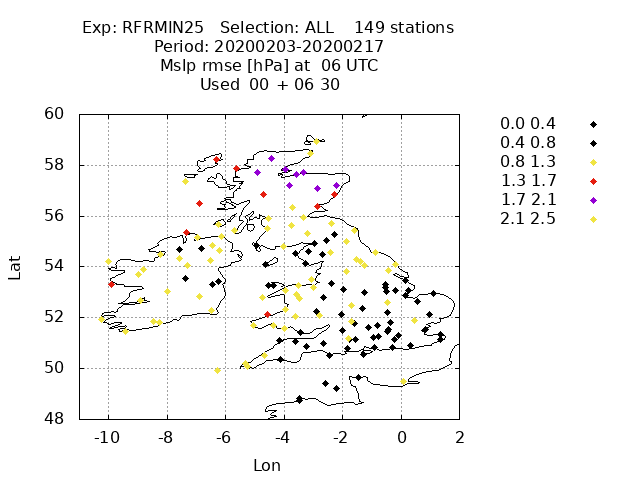 Exp: RFRMIN25 Selection: ALL 149 stations
Period: 20200203-20200217
Mslp rmse [hPa] at 06 UTC
Used 00 + 06 30
60
58
56
54
52
50
48
-10 -8 -6 -4 -2 0 2
Lat
Lon
0.0 0.4
0.4 0.8
0.8 1.3
1.3 1.7
1.7 2.1
2.1 2.5